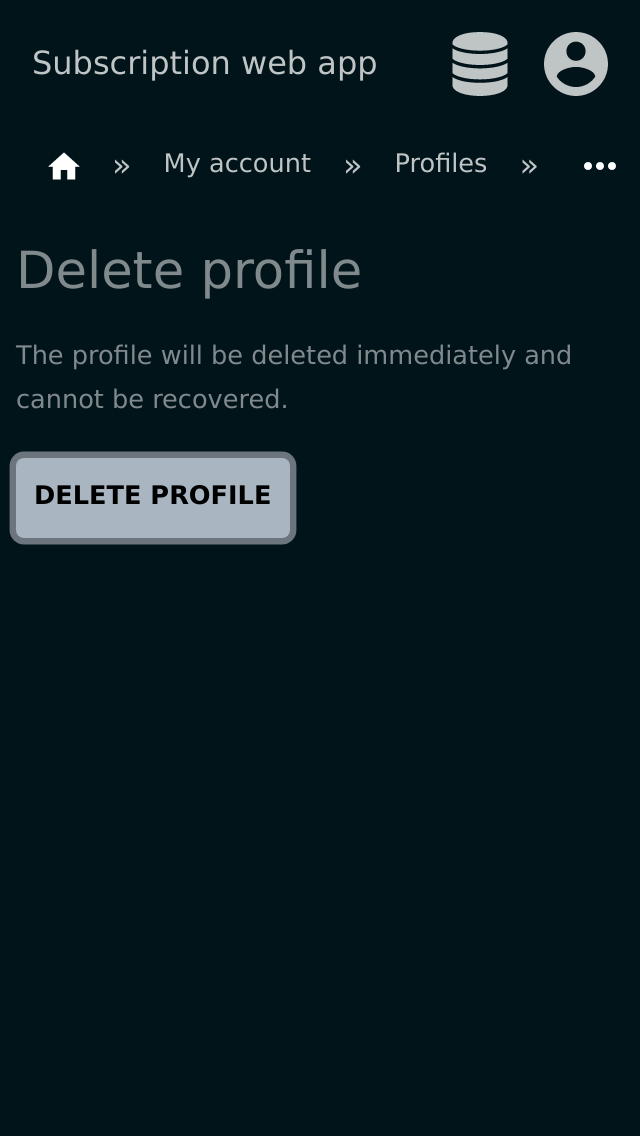 Subscription web app
» My account » Profiles » •••
Delete profile
The profile will be deleted immediately and
cannot be recovered.
DELETE PROFILE